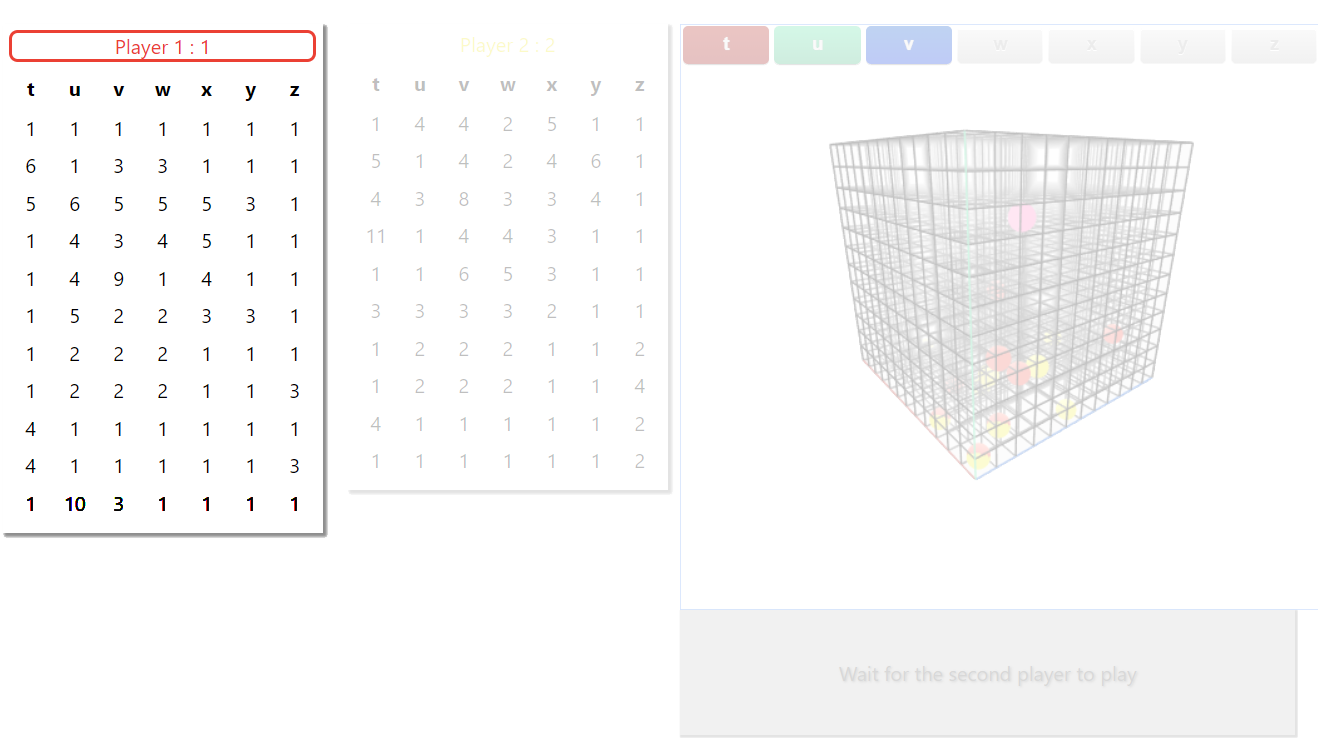 Player 1 : 1
t u v w x y z
1 1 1 1 1 1 1
6 1 3 3 1 1 1
5 6 5 5 5 3 1
1 4 3 4 5 1 1
1 4 9 1 4 1 1
1 5 2 2 3 3 1
1 2 2 2 1 1 1
1 2 2 2 1 1 3
4 1 1 1 1 1 1
4 1 1 1 1 1 3
1 10 3 1 1 1 1
Player 2 : 2
t u v w x y z
1 4 4 2 5 1 1
5 1 4 2 4 6 1
4 3 8 3 3 4 1
11 1 4 4 3 1 1
1 1 6 5 3 1 1
3 3 3 3 2 1 1
1 2 2 2 1 1 2
1 2 2 2 1 1 4
4 1 1 1 1 1 2
1 1 1 1 1 1 2
t u v w x y z
Wait for the second player to play